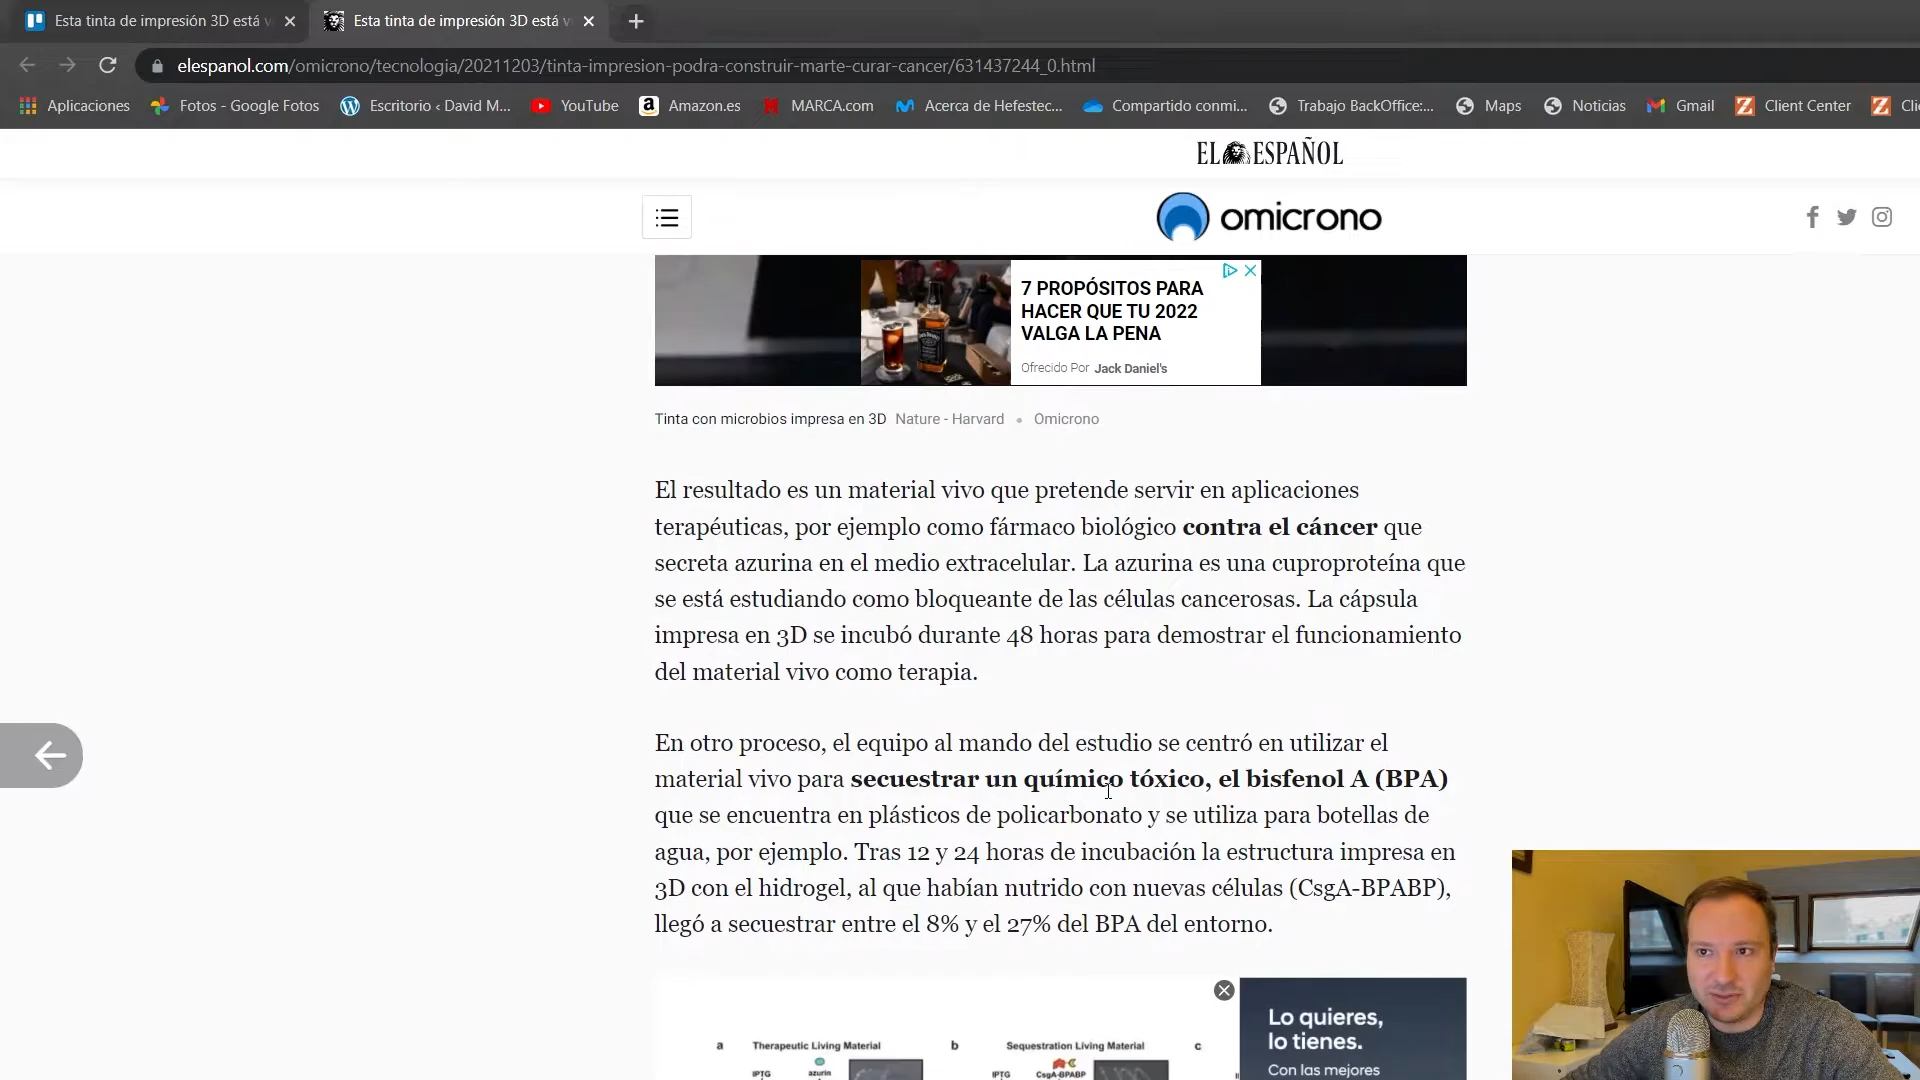 Esta tinta de impresión 3D está v
Esta tinta de impresión 3D está v
elespanol.com/omicrono/tecnologia/20211203/tinta-impresion-podra-construir-marte-curar-cancer/631437244_0.html
Aplicaciones
Fotos - Google Fotos
Escritorio ‹ David M...
YouTube
Amazon.es
MARCA.com
Acerca de Hefestec...
Compartido conmi...
Trabajo BackOffice:...
Maps
Noticias
Gmail
Client Center
Cli
EL ESPAÑOL
omicrono
7 PROPÓSITOS PARA
HACER QUE TU 2022
VALGA LA PENA
Ofrecido Por Jack Daniel's
Tinta con microbios impresa en 3D Nature - Harvard • Omicrono
El resultado es un material vivo que pretende servir en aplicaciones
terapéuticas, por ejemplo como fármaco biológico contra el cáncer que
secreta azurina en el medio extracelular. La azurina es una cuproproteína que
se está estudiando como bloqueante de las células cancerosas. La cápsula
impresa en 3D se incubó durante 48 horas para demostrar el funcionamiento
del material vivo como terapia.
En otro proceso, el equipo al mando del estudio se centró en utilizar el
material vivo para secuestrar un químico tóxico, el bisfenol A (BPA)
que se encuentra en plásticos de policarbonato y se utiliza para botellas de
agua, por ejemplo. Tras 12 y 24 horas de incubación la estructura impresa en
3D con el hidrogel, al que habían nutrido con nuevas células (CsgA-BPABP),
llegó a secuestrar entre el 8% y el 27% del BPA del entorno.
a Therapeutic Living Material b Sequestration Living Material c
IPTG azurin IPTG CsgA-BPABP
Lo quieres,
lo tienes.
Con las mejores